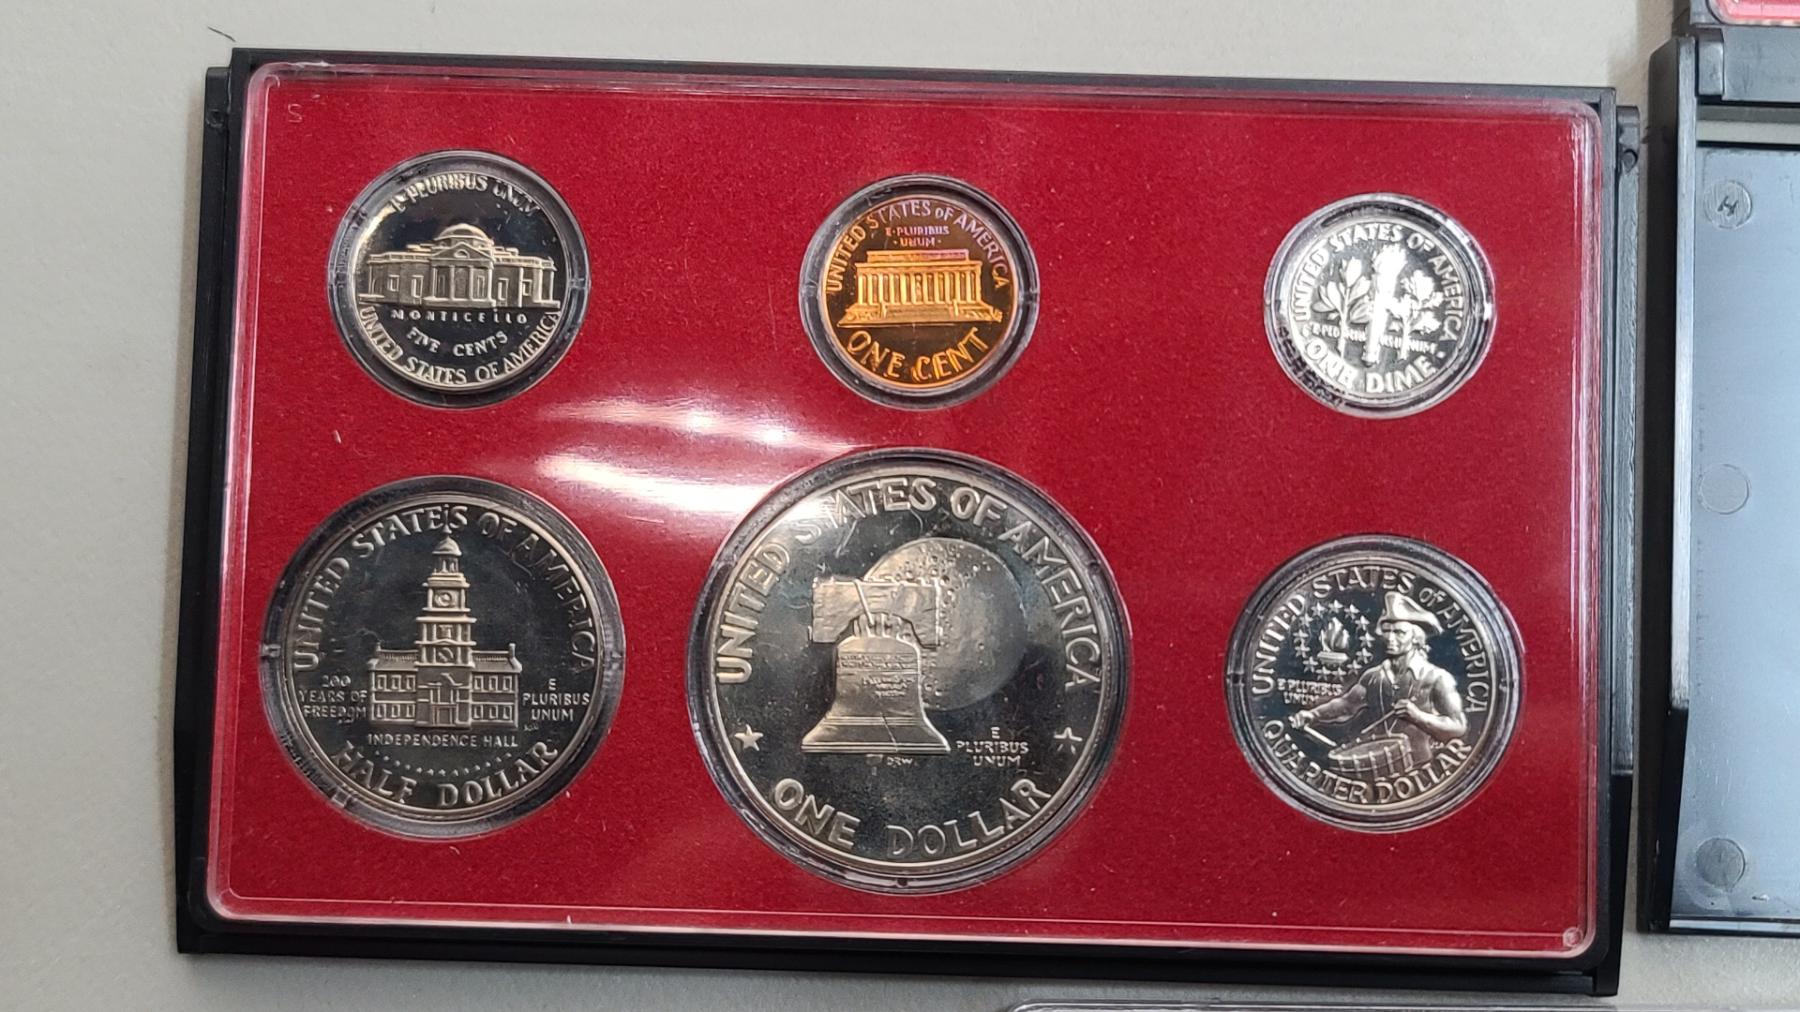 E·PLURIBUS UNUM
MONTICELLO
FIVE CENTS
UNITED STATES OF AMERICA
UNITED STATES OF AMERICA
E·PLURIBUS
·UNUM·
ONE CENT
UNITED STATES OF AMERICA
ONE DIME
UNITED STATES OF AMERICA
200
YEARS OF
FREEDOM
E
PLURIBUS
UNUM
INDEPENDENCE HALL
HALF DOLLAR
UNITED STATES OF AMERICA
E
PLURIBUS
UNUM
DRW
ONE DOLLAR
UNITED STATES OF AMERICA
E PLURIBUS
UNUM
QUARTER DOLLAR